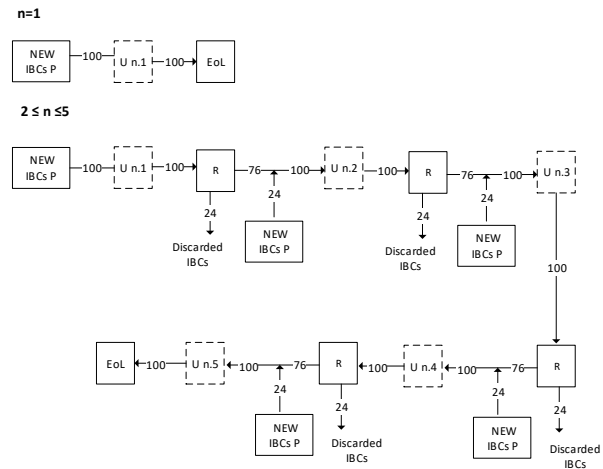 n=1
NEW
IBCs P
100
U n.1
100
EoL
2 ≤ n ≤5
NEW
IBCs P
100
U n.1
100
R
76
100
U n.2
100
R
76
100
U n.3
24
24
24
24
Discarded
IBCs
NEW
IBCs P
Discarded
IBCs
NEW
IBCs P
100
EoL
100
U n.5
100
76
R
100
U n.4
100
76
R
24
24
24
24
NEW
IBCs P
Discarded
IBCs
NEW
IBCs P
Discarded
IBCs